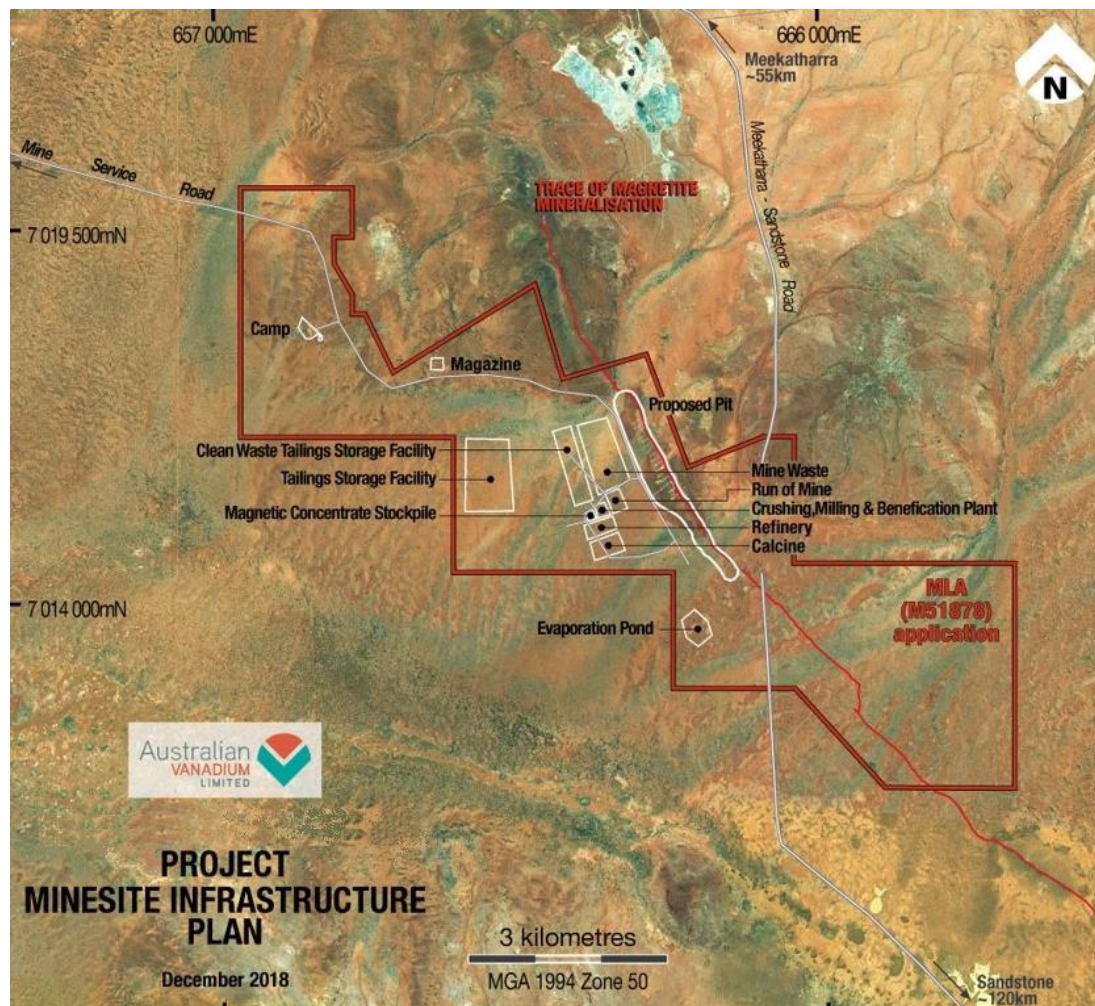 657 000mE
666 000mE
Meekatharra
~55km
N
Mine Service Road
Meekatharra - Sandstone Road
TRACE OF MAGNETITE
MINERALISATION
7 019 500mN
Camp
Magazine
Proposed Pit
Clean Waste Tailings Storage Facility
Tailings Storage Facility
Magnetic Concentrate Stockpile
Mine Waste
Run of Mine
Crushing,Milling & Benefication Plant
Refinery
Calcine
7 014 000mN
MLA
(M51878)
application
Evaporation Pond
Australian
VANADIUM
LIMITED
PROJECT
MINESITE INFRASTRUCTURE
PLAN
December 2018
3 kilometres
MGA 1994 Zone 50
Sandstone
~120km